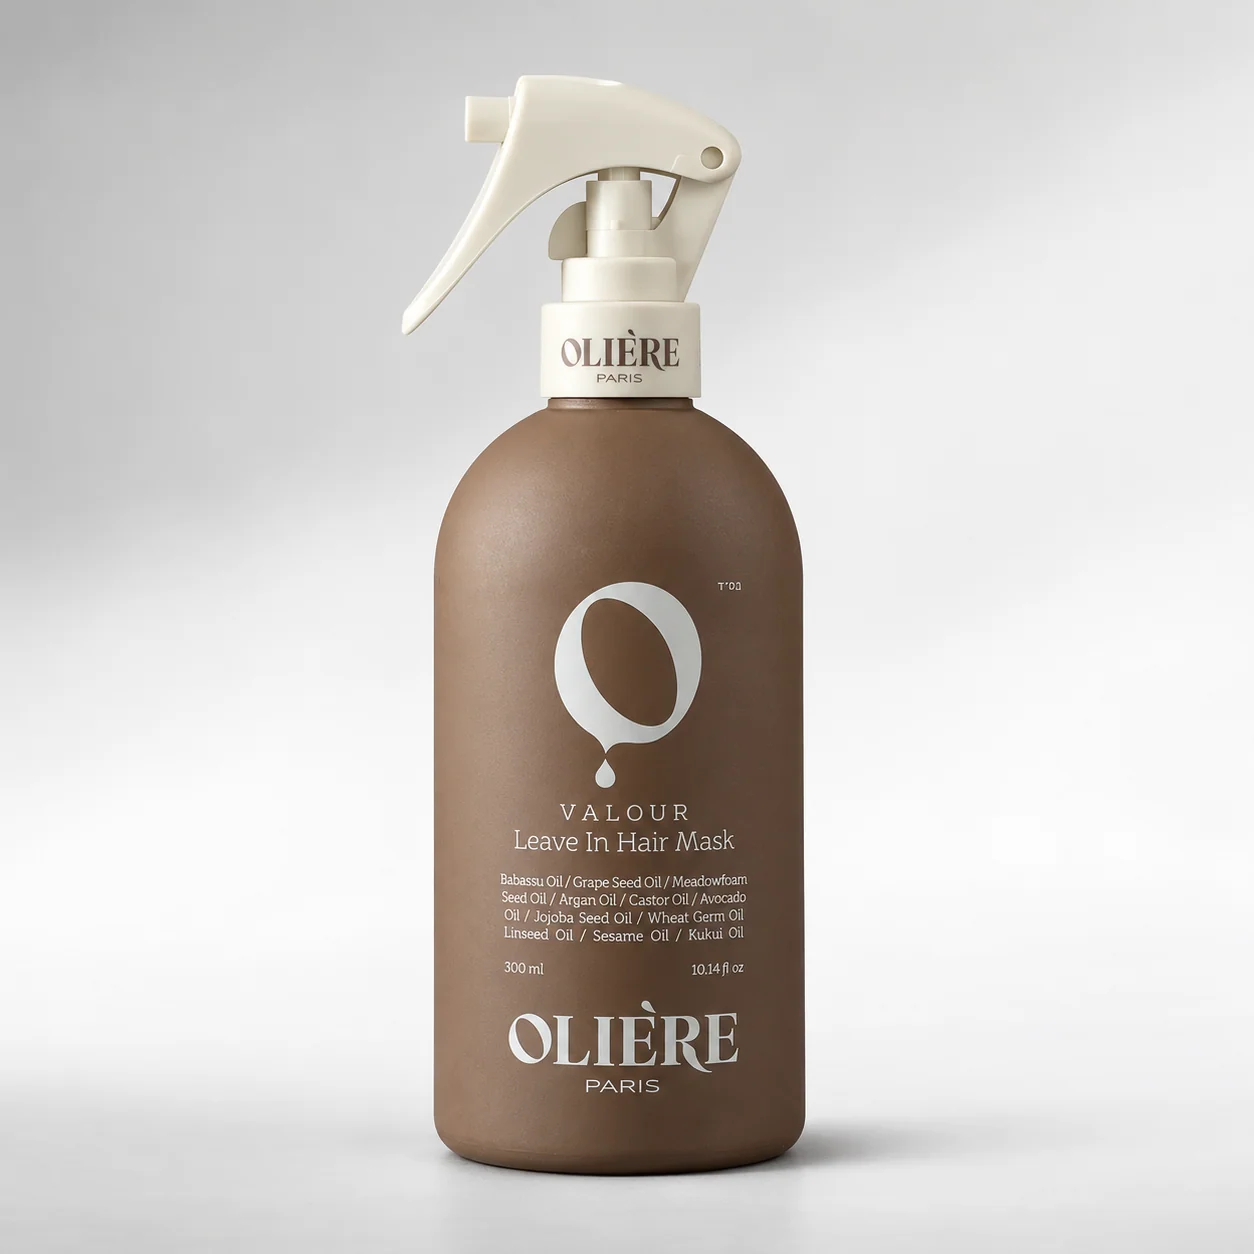 OLIÈRE
PARIS
בס״ד
VALOUR
Leave In Hair Mask
Babassu Oil / Grape Seed Oil / Meadowfoam
Seed Oil / Argan Oil / Castor Oil / Avocado
Oil / Jojoba Seed Oil / Wheat Germ Oil
Linseed Oil / Sesame Oil / Kukui Oil
300 ml 10.14 fl oz
OLIÈRE
PARIS